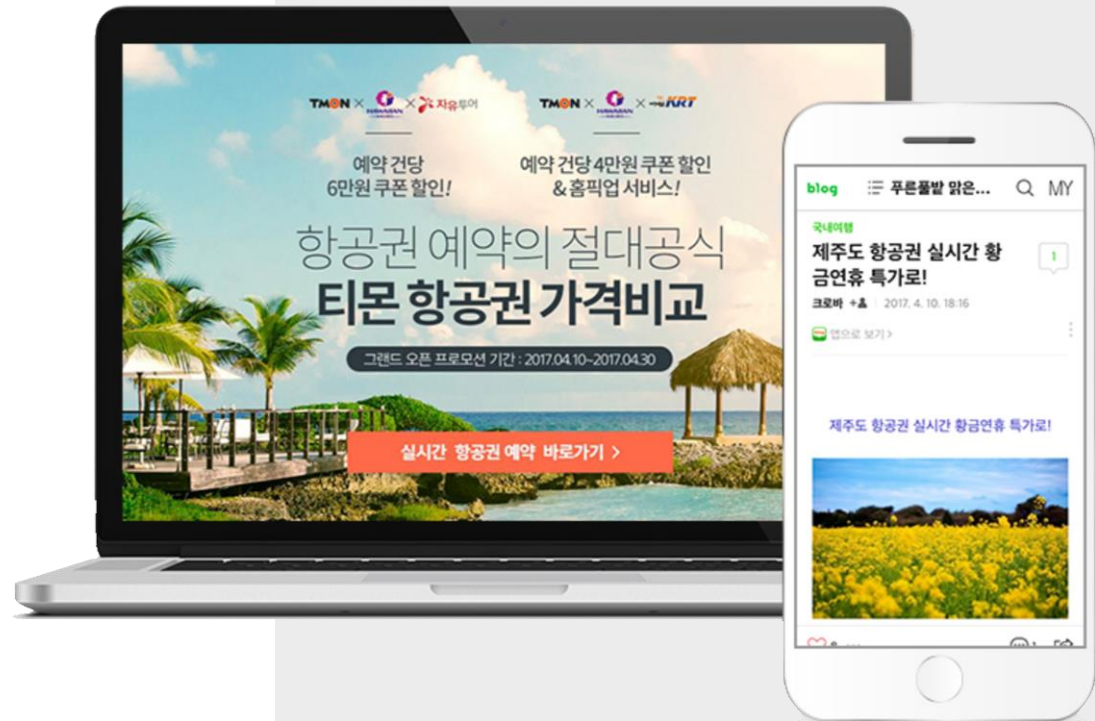 TMON × HAWAIIAN × 자유투어
TMON × HAWAIIAN × KRT
예약 건당
6만원 쿠폰 할인!
예약 건당 4만원 쿠폰 할인
& 홈픽업 서비스!
항공권 예약의 절대공식
티몬 항공권 가격비교
그랜드 오픈 프로모션 기간 : 2017.04.10~2017.04.30
실시간 항공권 예약 바로가기 >
blog 푸른풀밭 맑은... MY
국내여행
제주도 항공권 실시간 황
금연휴 특가로!
1
크로바 2017. 4. 10. 18:16
앱으로 보기 >
제주도 항공권 실시간 황금연휴 특가로!